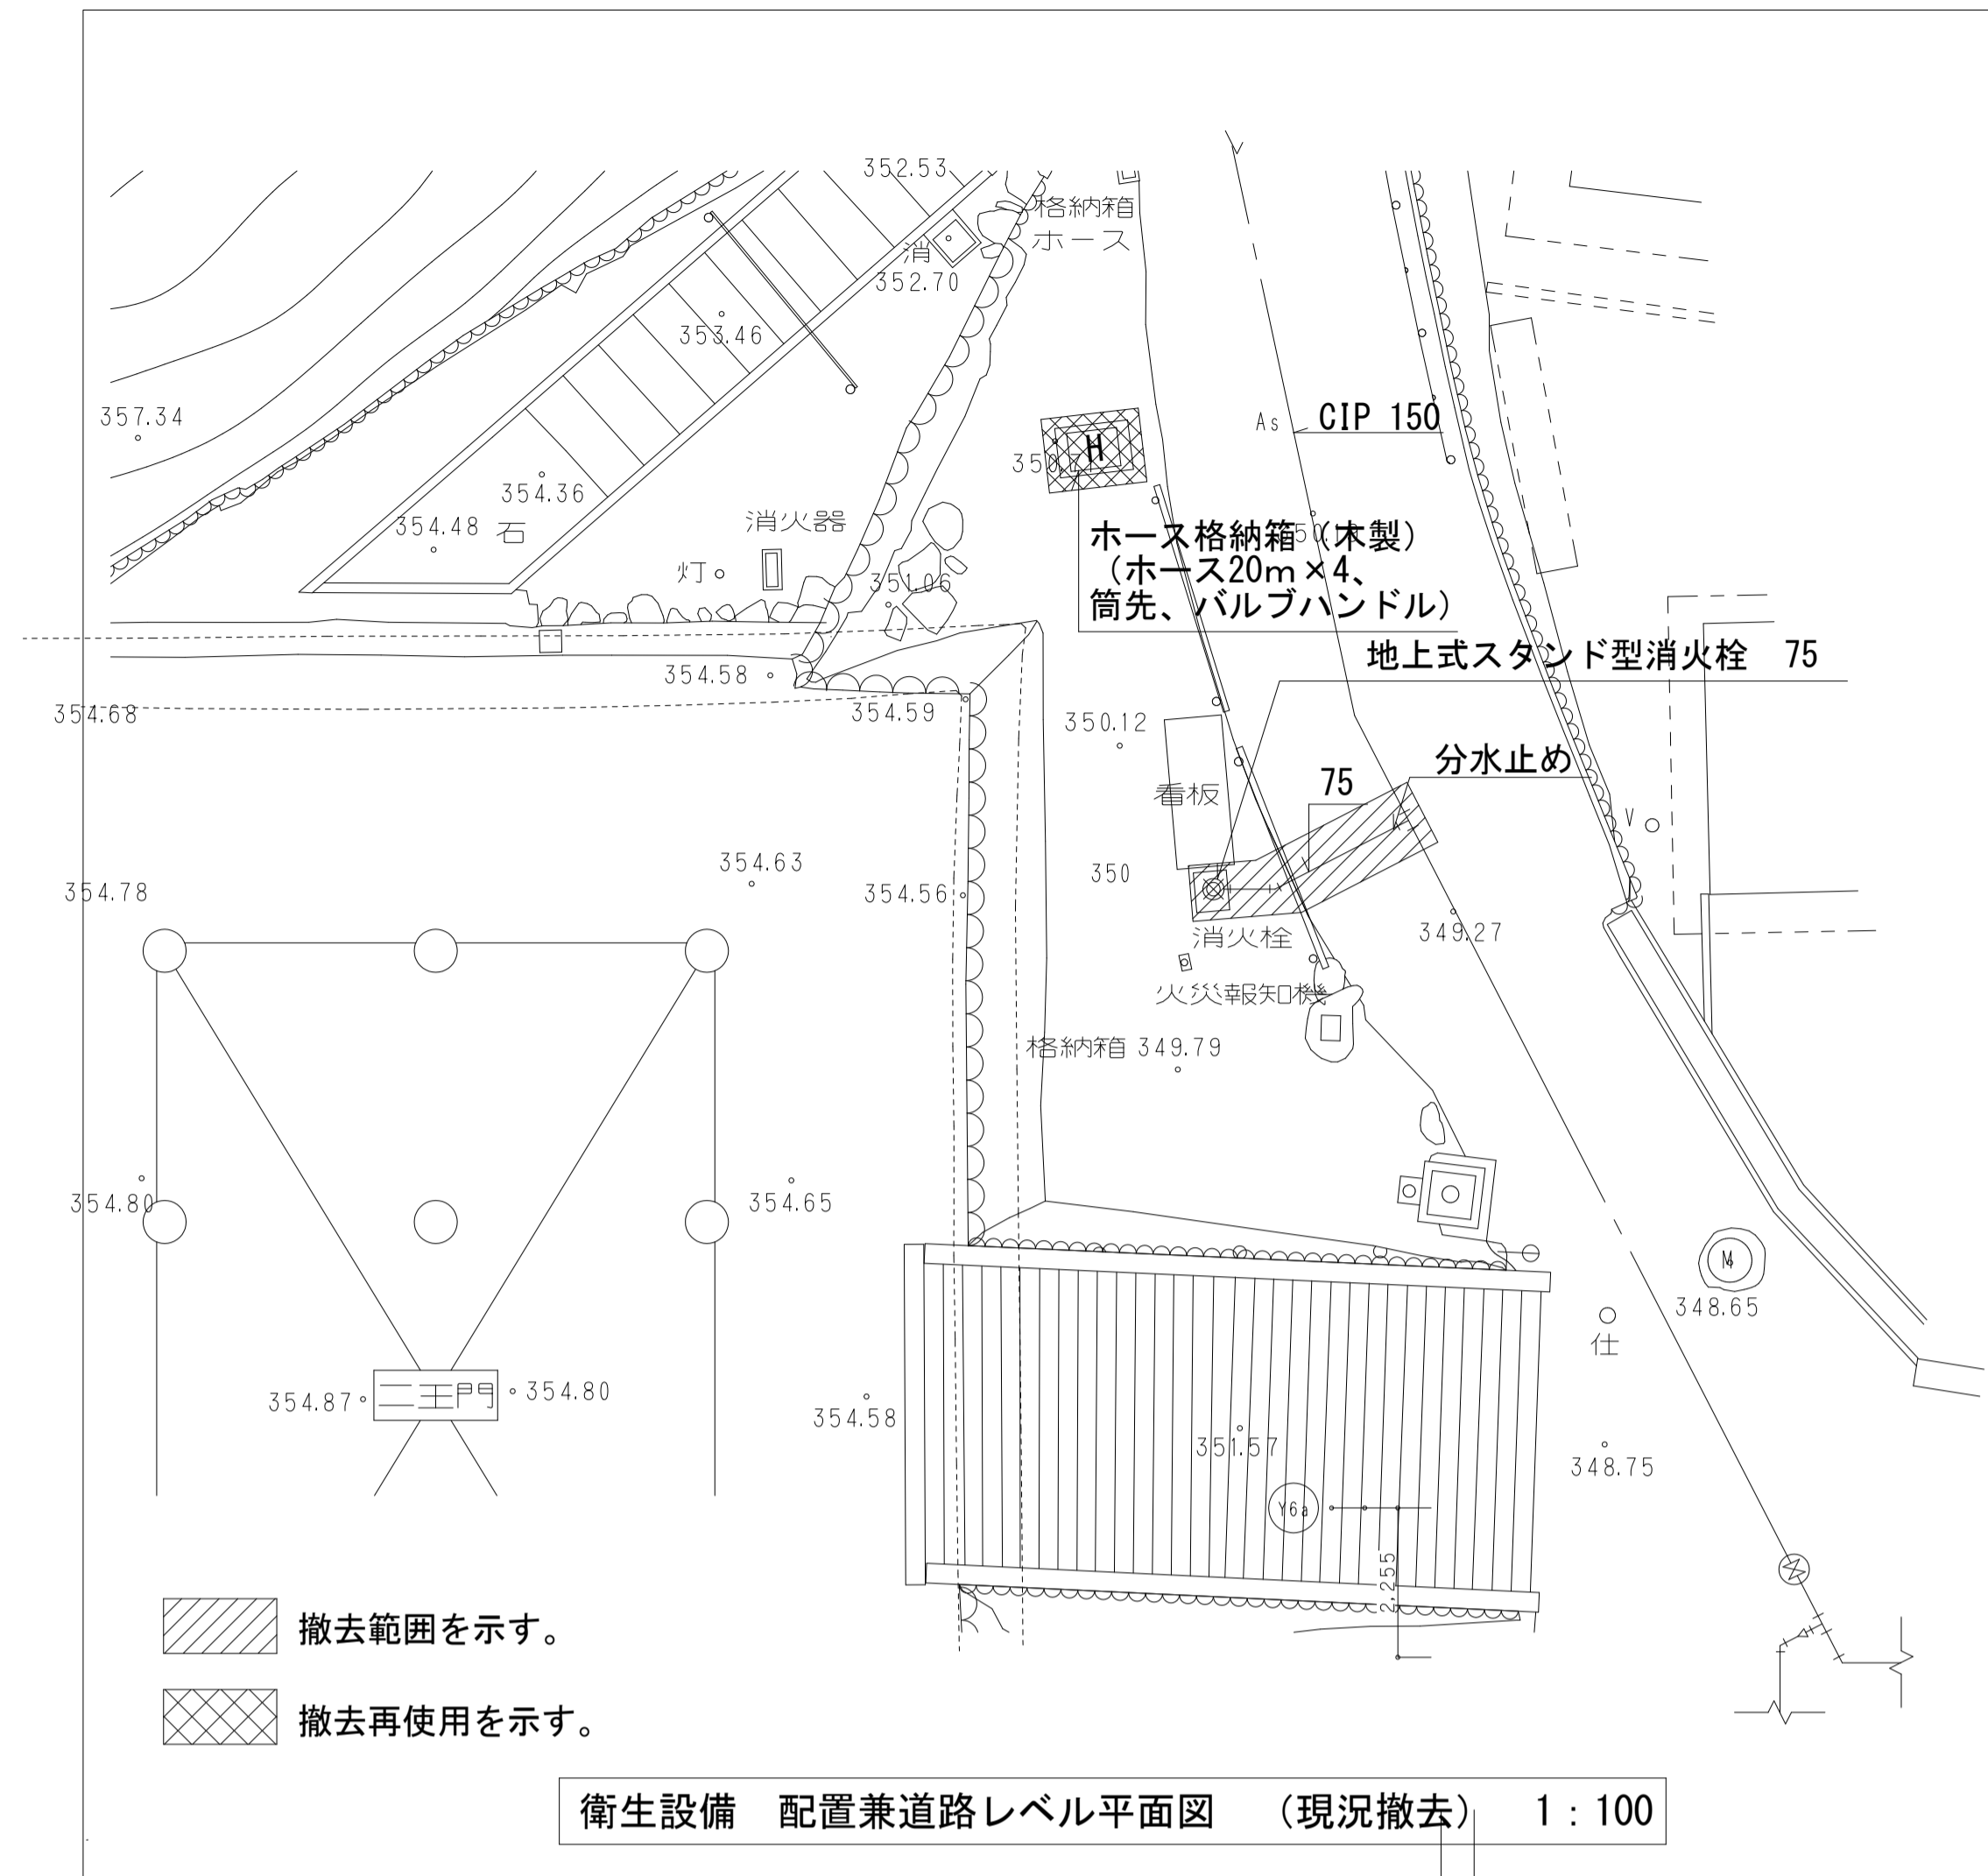 352.53
格納箱
ホース
消
352.70
353.46
357.34
As
CIP 150
H
354.36
354.48
石
消火器
ホース格納箱（木製）
（ホース20m×4、
筒先、バルブハンドル）
灯
351.06
地上式スタンド型消火栓 75
354.58
354.68
354.59
350.12
分水止め
75
看板
V
354.63
354.78
354.56
350
349.27
消火栓
火災報知機
格納箱
349.79
354.80
354.65
M
348.65
仕
二王門
354.87
354.80
354.58
351.57
348.75
Y6a
2,255
撤去範囲を示す。
撤去再使用を示す。
衛生設備 配置兼道路レベル平面図 （現況撤去） 1：100